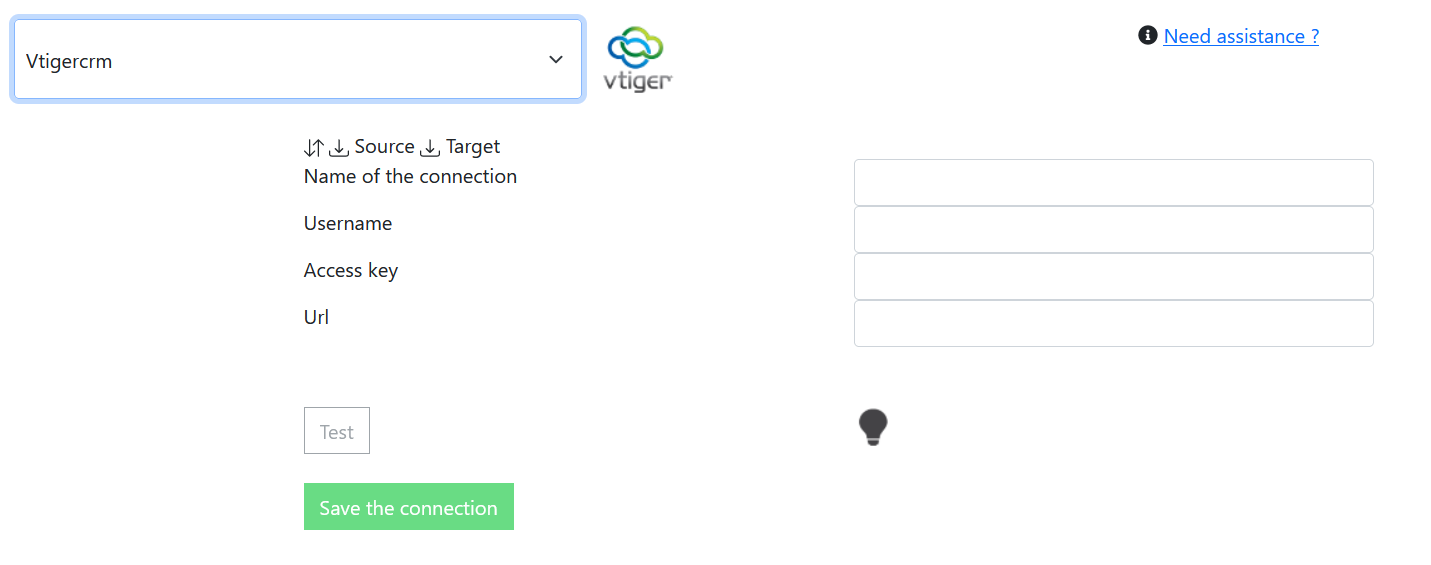 Vtigercrm
vtiger
Need assistance ?
Source Target
Name of the connection
Username
Access key
Url
Test
Save the connection